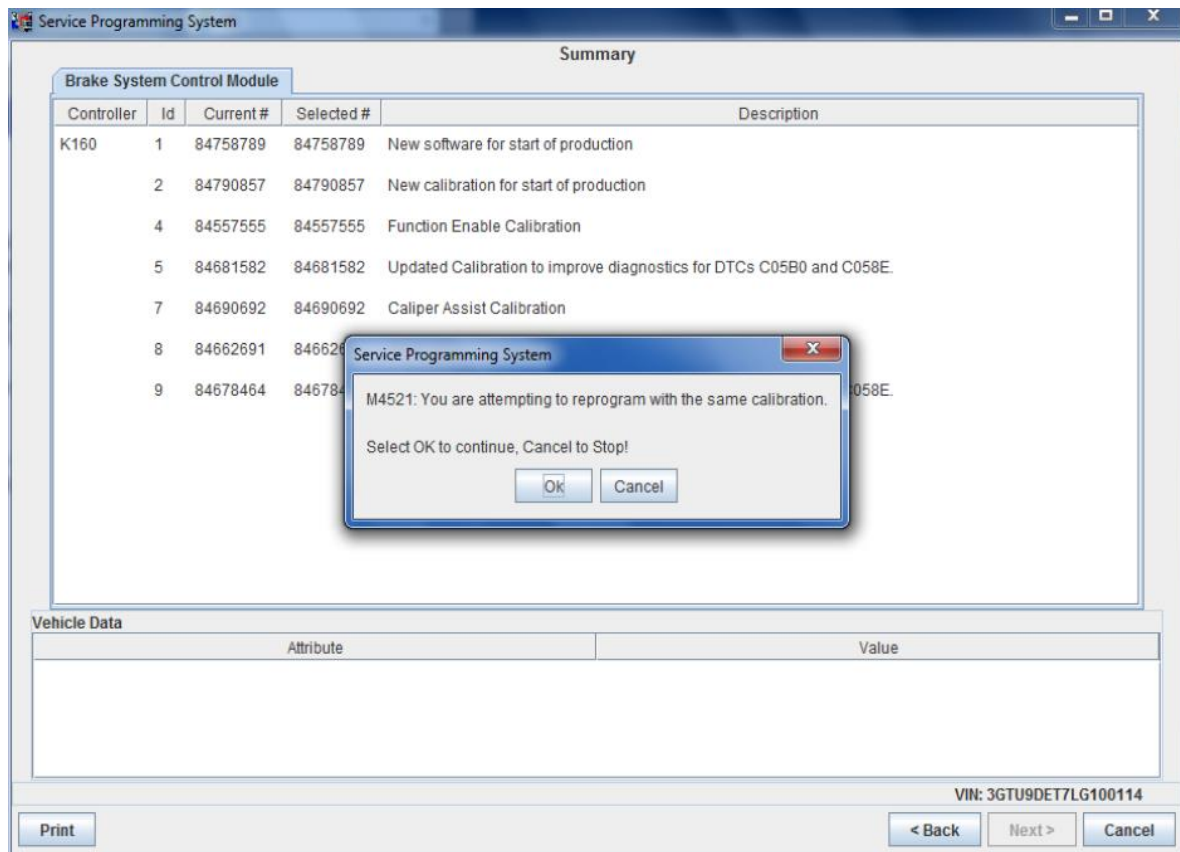 Service Programming System
Summary
Brake System Control Module
Controller Id Current # Selected # Description
K160 1 84758789 84758789 New software for start of production
2 84790857 84790857 New calibration for start of production
4 84557555 84557555 Function Enable Calibration
5 84681582 84681582 Updated Calibration to improve diagnostics for DTCs C05B0 and C058E.
7 84690692 84690692 Caliper Assist Calibration
8 84662691
9 84678464
Service Programming System
M4521: You are attempting to reprogram with the same calibration.
Select OK to continue, Cancel to Stop!
Ok Cancel
Vehicle Data
Attribute Value
VIN: 3GTU9DET7LG100114
Print < Back Next > Cancel